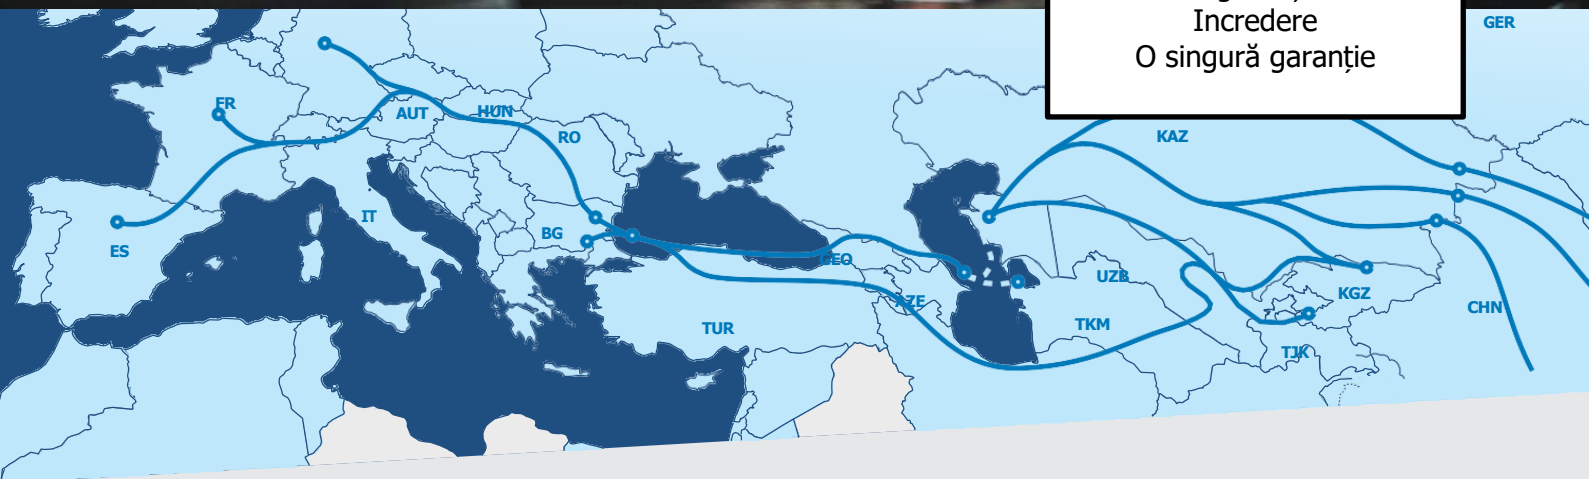 Incredere
O singură garanție
GER
FR
AUT
HUN
RO
KAZ
IT
ES
BG
GEO
UZB
AZE
KGZ
CHN
TUR
TKM
TJK